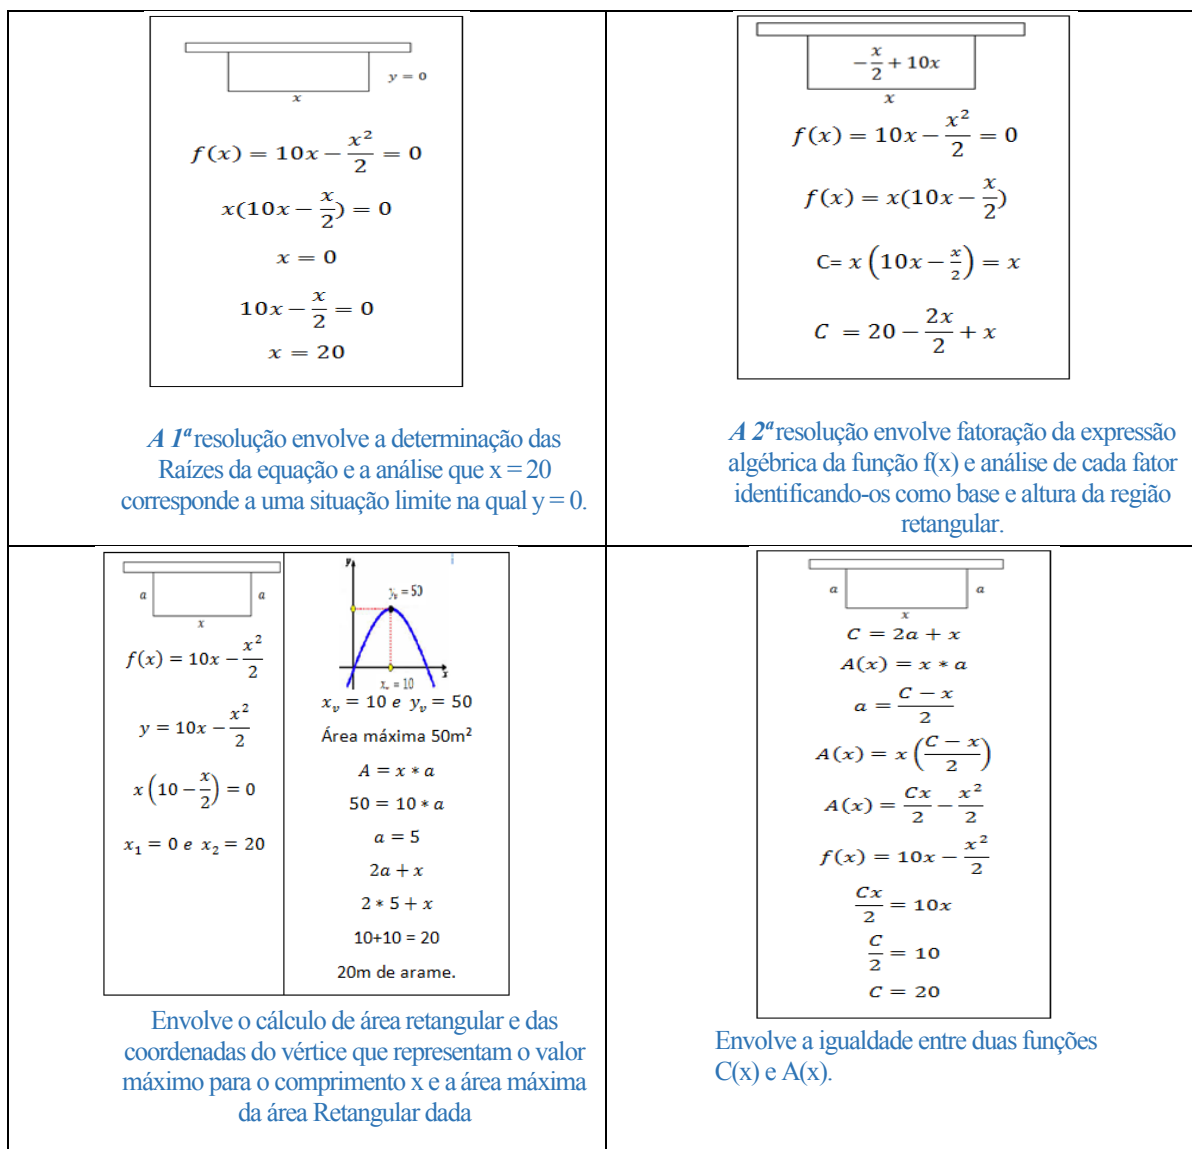 y = 0
x
f(x) = 10x − x²/2 = 0
x(10x − x/2) = 0
x = 0
10x − x/2 = 0
x = 20
A 1ª resolução envolve a determinação das
Raízes da equação e a análise que x = 20
corresponde a uma situação limite na qual y = 0.
−x/2 + 10x
x
f(x) = 10x − x²/2 = 0
f(x) = x(10x − x/2)
C= x(10x − x/2) = x
C = 20 − 2x/2 + x
A 2ª resolução envolve fatoração da expressão
algébrica da função f(x) e análise de cada fator
identificando-os como base e altura da região
retangular.
a a
x
f(x) = 10x − x²/2
y = 10x − x²/2
x(10 − x/2) = 0
x₁ = 0 e x₂ = 20
y
yᵥ = 50
x
xᵥ = 10
xᵥ = 10 e yᵥ = 50
Área máxima 50m²
A = x * a
50 = 10 * a
a = 5
2a + x
2 * 5 + x
10+10 = 20
20m de arame.
Envolve o cálculo de área retangular e das
coordenadas do vértice que representam o valor
máximo para o comprimento x e a área máxima
da área Retangular dada
a a
x
C = 2a + x
A(x) = x * a
a = (C − x)/2
A(x) = x((C − x)/2)
A(x) = Cx/2 − x²/2
f(x) = 10x − x²/2
Cx/2 = 10x
C/2 = 10
C = 20
Envolve a igualdade entre duas funções
C(x) e A(x).